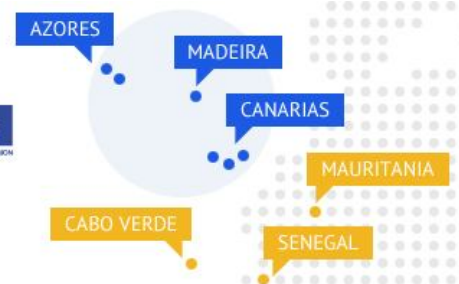 AZORES
MADEIRA
CANARIAS
MAURITANIA
CABO VERDE
SENEGAL